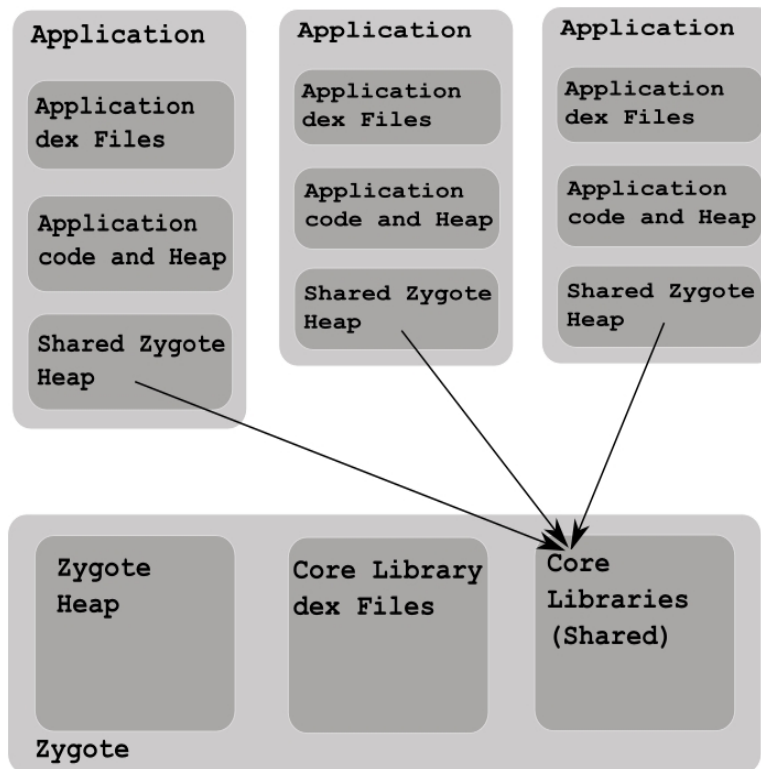 Application
Application
dex Files
Application
code and Heap
Shared Zygote
Heap
Application
Application
dex Files
Application
code and Heap
Shared Zygote
Heap
Application
Application
dex Files
Application
code and Heap
Shared Zygote
Heap
Zygote
Heap
Core Library
dex Files
Core
Libraries
(Shared)
Zygote